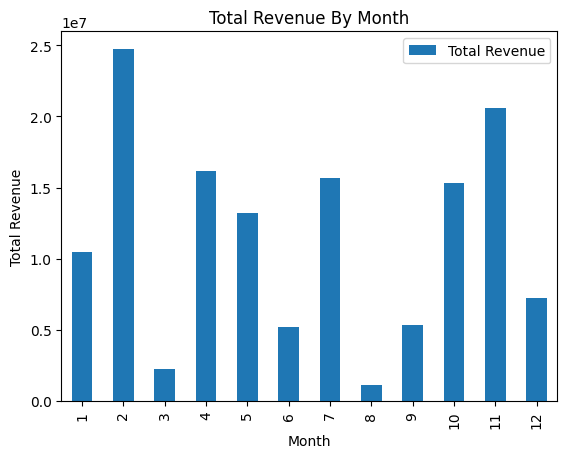 Total Revenue By Month
1e7
Total Revenue
2.5
2.0
1.5
1.0
0.5
0.0
Total Revenue
1 2 3 4 5 6 7 8 9 10 11 12
Month